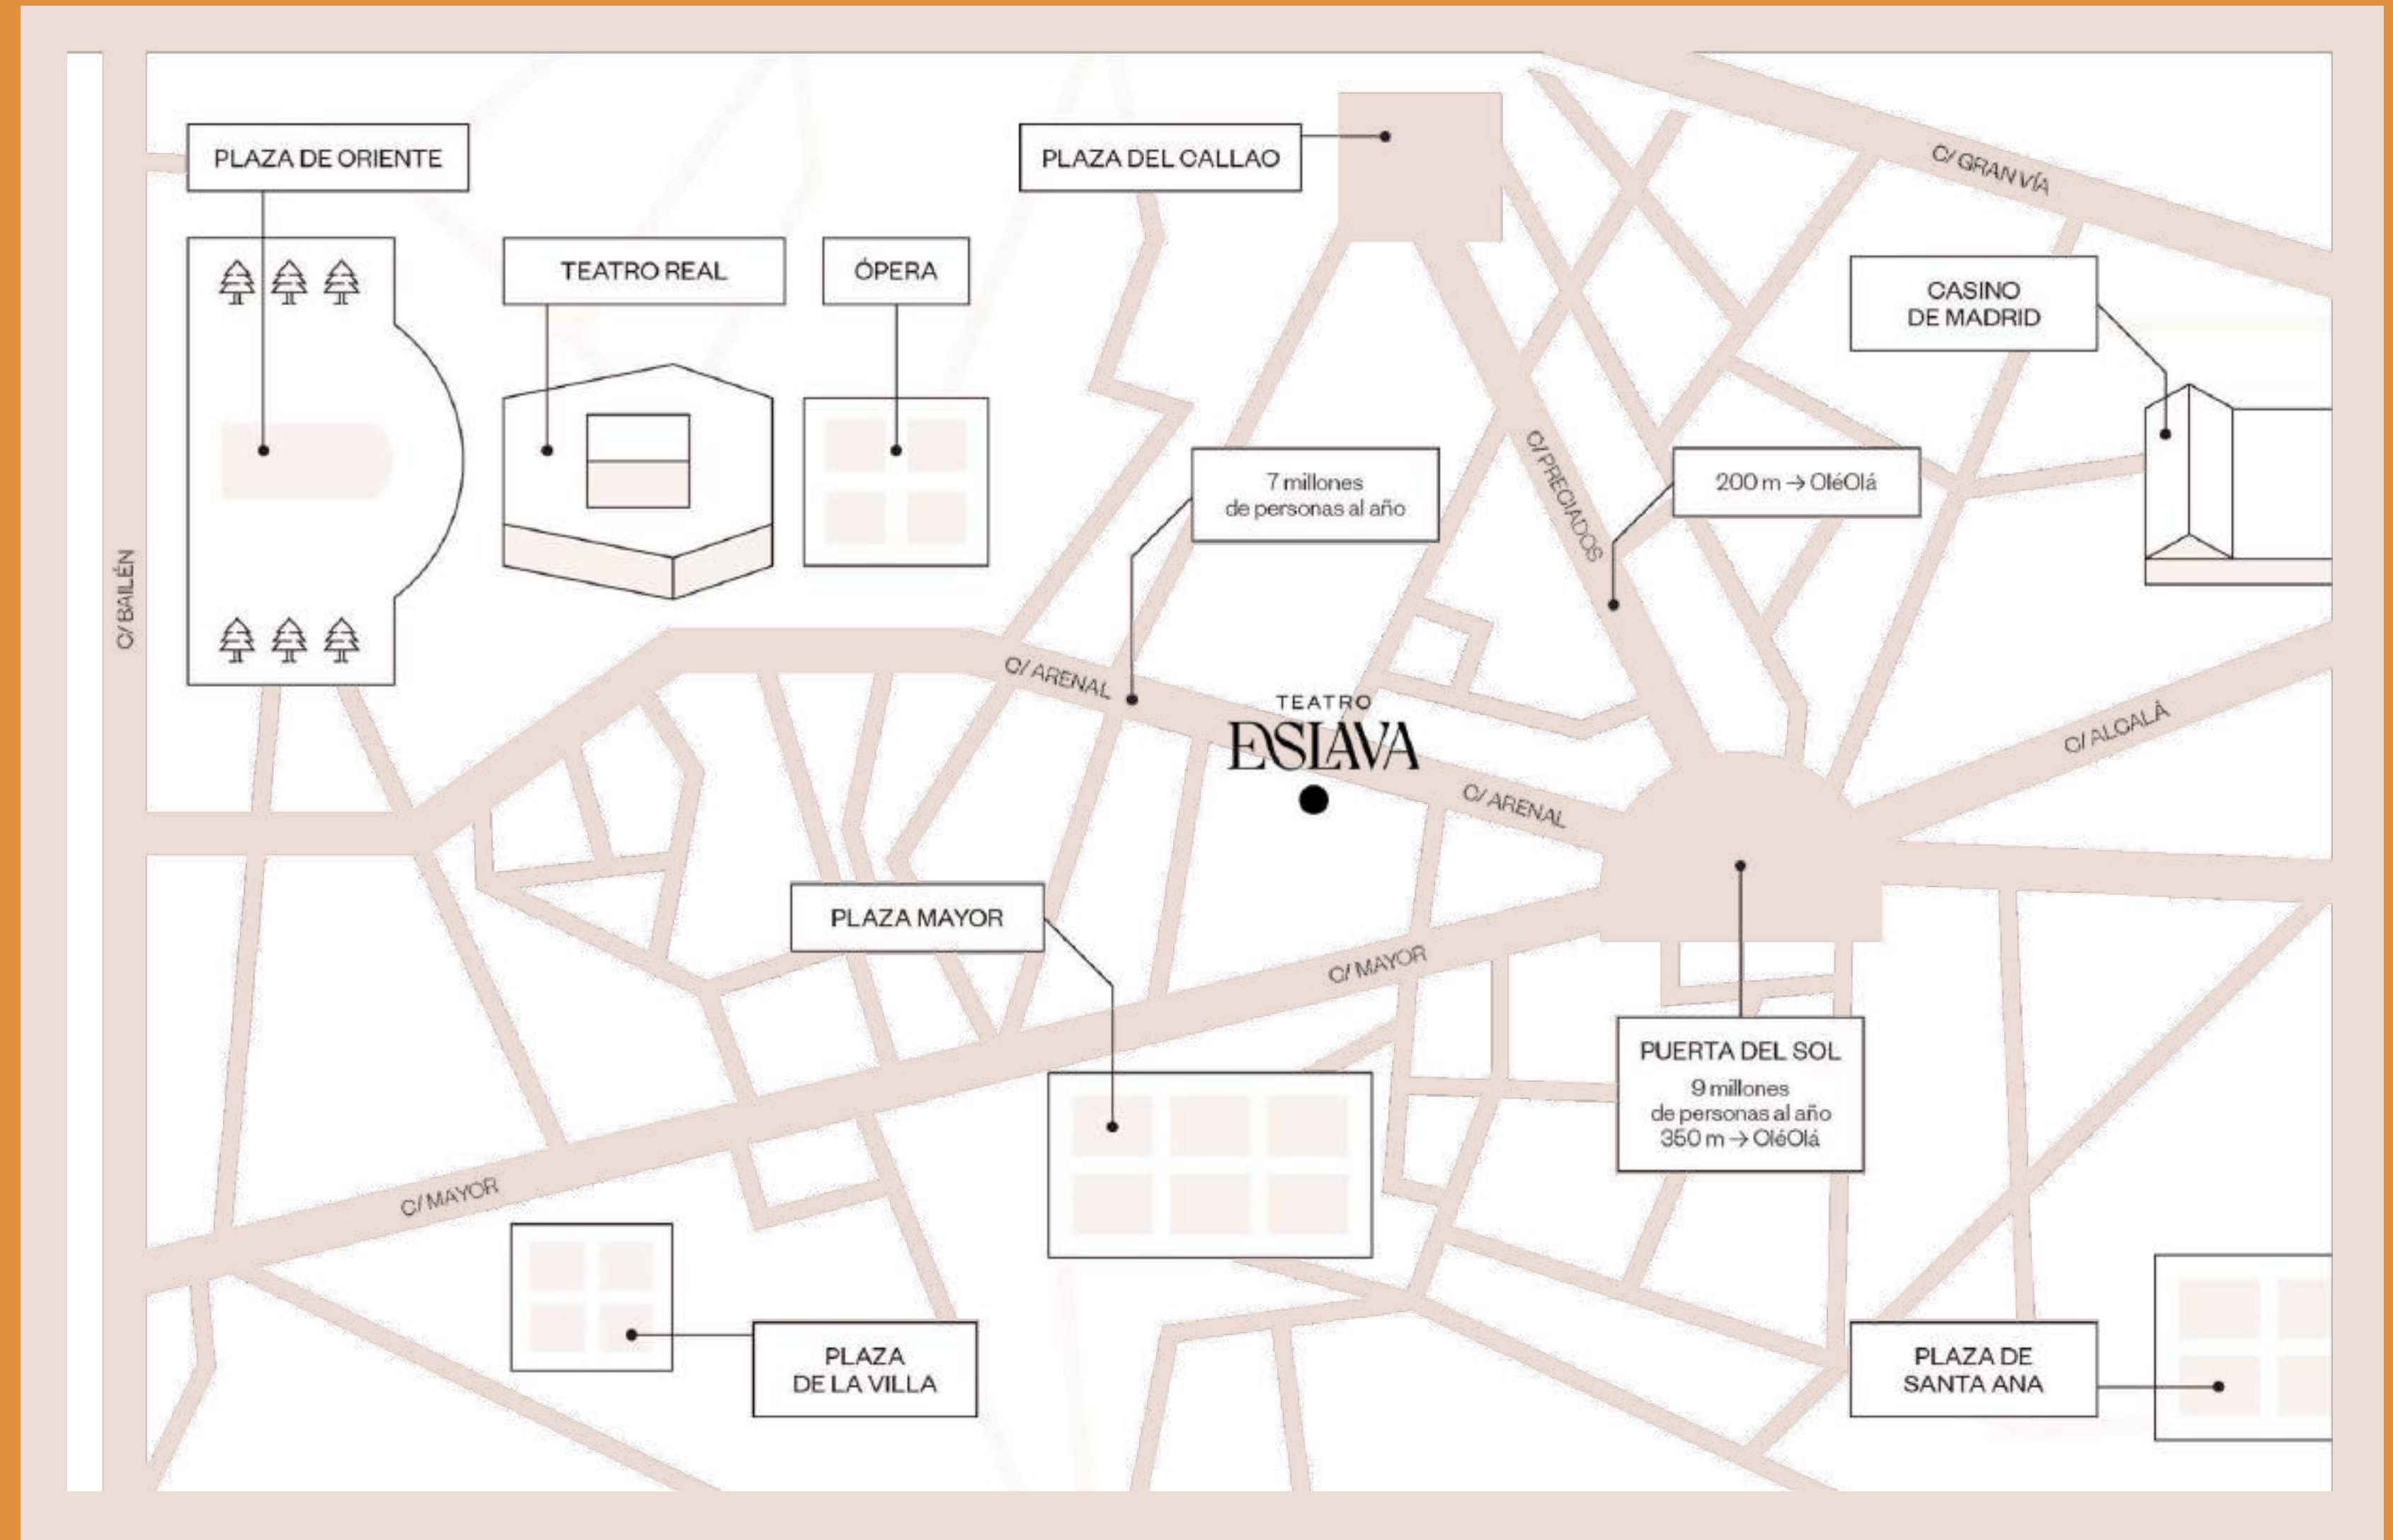 PLAZA DE ORIENTE
PLAZA DEL CALLAO
C/ GRAN VÍA
TEATRO REAL
ÓPERA
CASINO
DE MADRID
7 millones
de personas al año
C/ PRECIADOS
200 m → OléOlá
C/ BAILÉN
C/ ARENAL
TEATRO
ESLAVA
C/ ALCALÁ
C/ ARENAL
PLAZA MAYOR
C/ MAYOR
PUERTA DEL SOL
9 millones
de personas al año
350 m → OléOlá
C/ MAYOR
PLAZA
DE LA VILLA
PLAZA DE
SANTA ANA